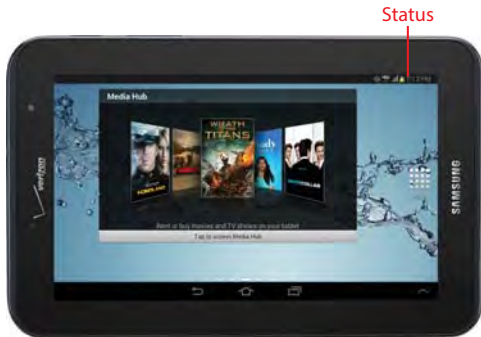 Status
Media Hub
WRATH
OF THE
TITANS
HOMELAND
Rent or buy movies and TV shows on your tablet
Tap to screen Media Hub
verizon
SAMSUNG